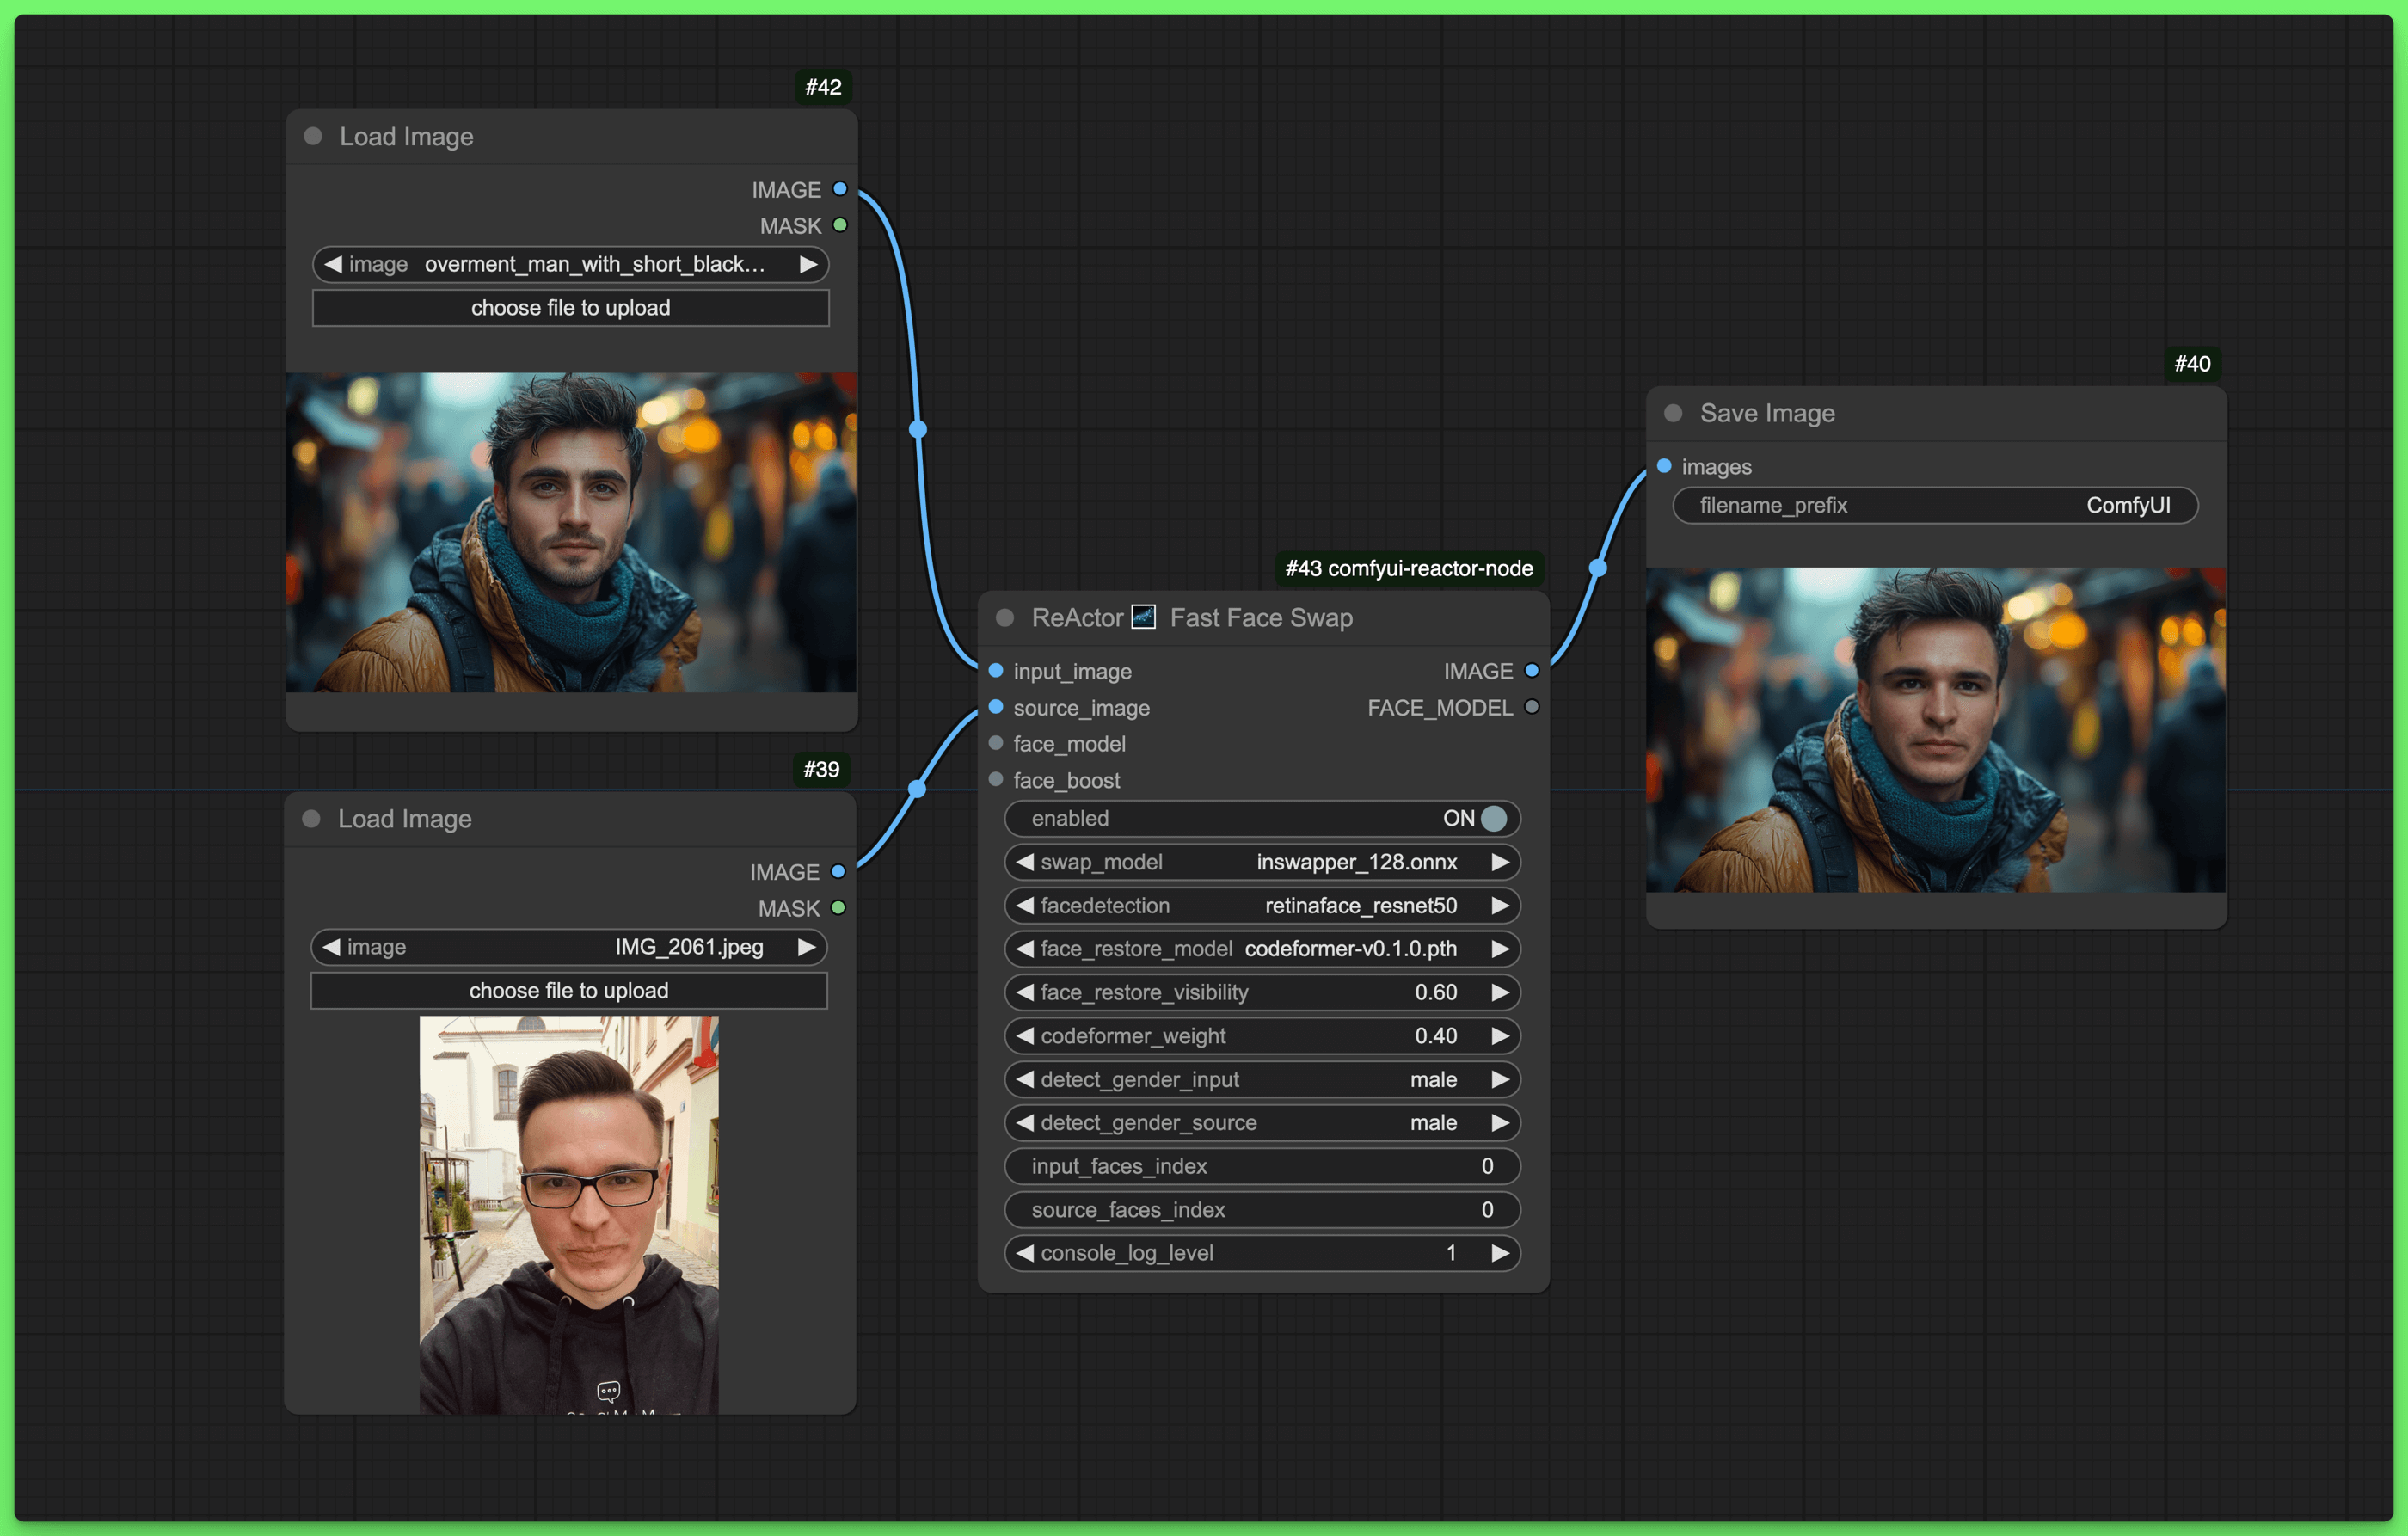 #42
Load Image
IMAGE
MASK
image overment_man_with_short_black...
choose file to upload
#39
Load Image
IMAGE
MASK
image IMG_2061.jpeg
choose file to upload
#43 comfyui-reactor-node
ReActor Fast Face Swap
input_image IMAGE
source_image FACE_MODEL
face_model
face_boost
enabled ON
swap_model inswapper_128.onnx
facedetection retinaface_resnet50
face_restore_model codeformer-v0.1.0.pth
face_restore_visibility 0.60
codeformer_weight 0.40
detect_gender_input male
detect_gender_source male
input_faces_index 0
source_faces_index 0
console_log_level 1
#40
Save Image
images
filename_prefix ComfyUI